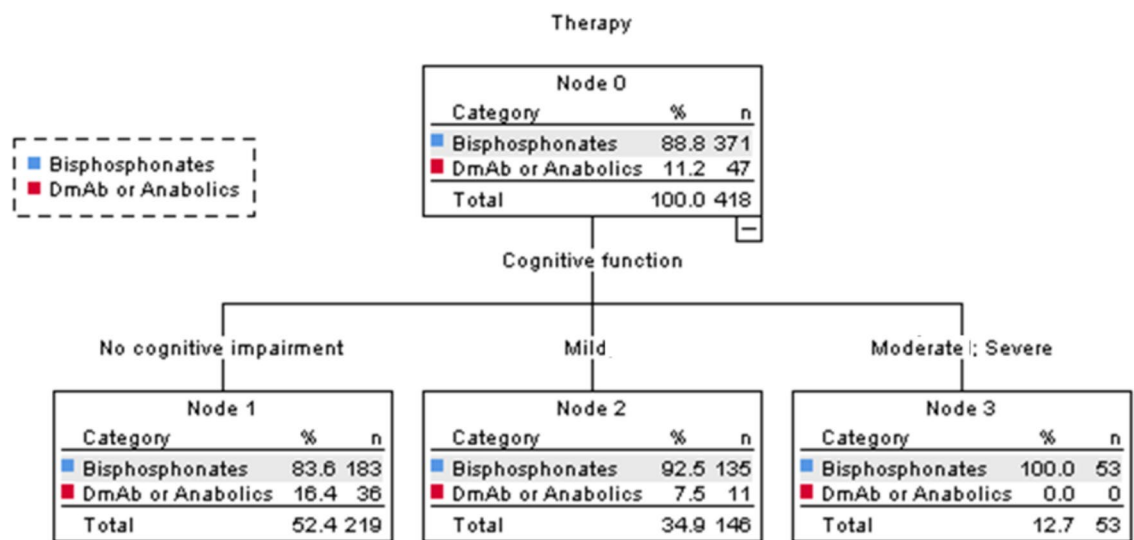 Therapy
Node 0
Category % n
Bisphosphonates 88.8 371
DmAb or Anabolics 11.2 47
Total 100.0 418
Bisphosphonates
DmAb or Anabolics
Cognitive function
No cognitive impairment
Mild
Moderate ; Severe
Node 1
Category % n
Bisphosphonates 83.6 183
DmAb or Anabolics 16.4 36
Total 52.4 219
Node 2
Category % n
Bisphosphonates 92.5 135
DmAb or Anabolics 7.5 11
Total 34.9 146
Node 3
Category % n
Bisphosphonates 100.0 53
DmAb or Anabolics 0.0 0
Total 12.7 53